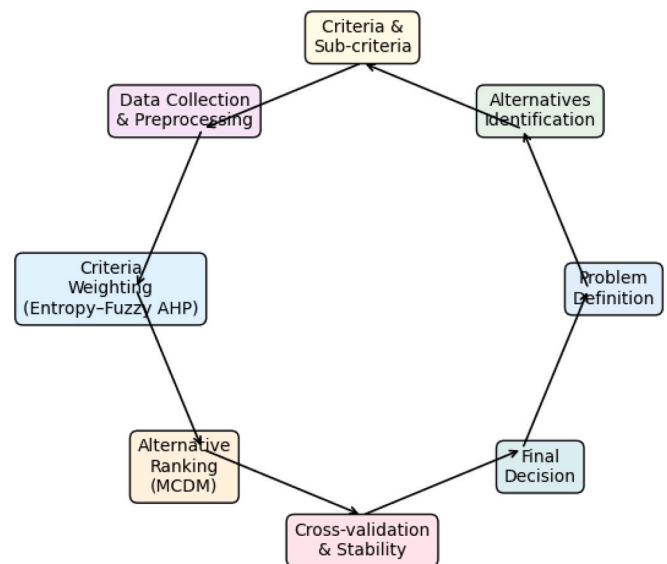 Criteria &
Sub-criteria
Data Collection
& Preprocessing
Alternatives
Identification
Criteria
Weighting
(Entropy–Fuzzy AHP)
Problem
Definition
Alternative
Ranking
(MCDM)
Final
Decision
Cross-validation
& Stability